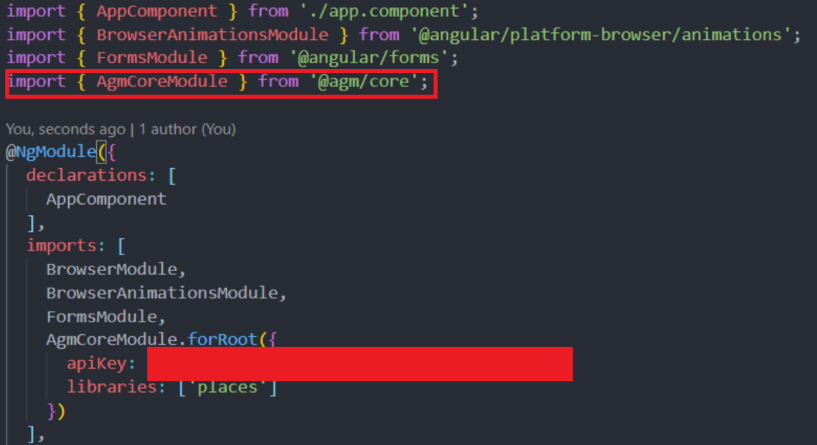 import { AppComponent } from './app.component';
import { BrowserAnimationsModule } from '@angular/platform-browser/animations';
import { FormsModule } from '@angular/forms';
import { AgmCoreModule } from '@agm/core';
You, seconds ago | 1 author (You)
@NgModule({
declarations: [
AppComponent
],
imports: [
BrowserModule,
BrowserAnimationsModule,
FormsModule,
AgmCoreModule.forRoot({
apiKey:
libraries: ['places']
})
],